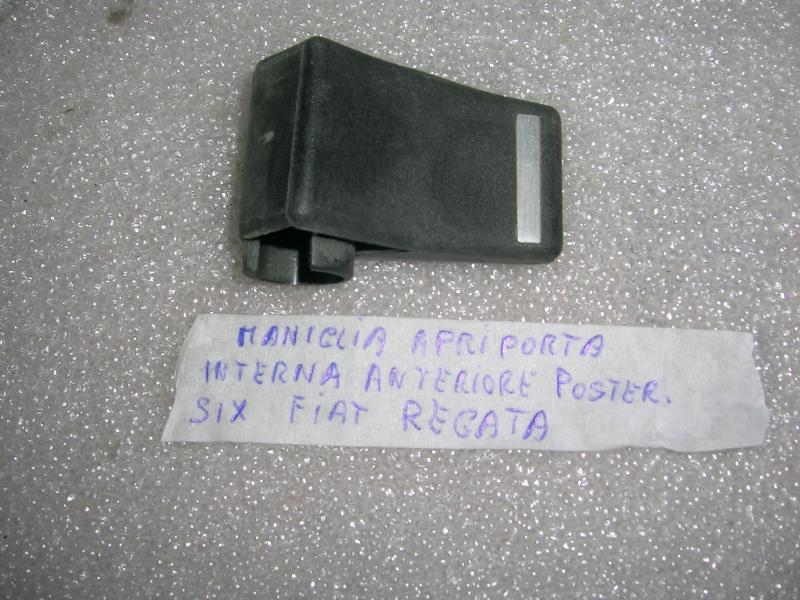 MANIGLIA APRIPORTA
INTERNA ANTERIORE POSTER.
SIX FIAT REGATA